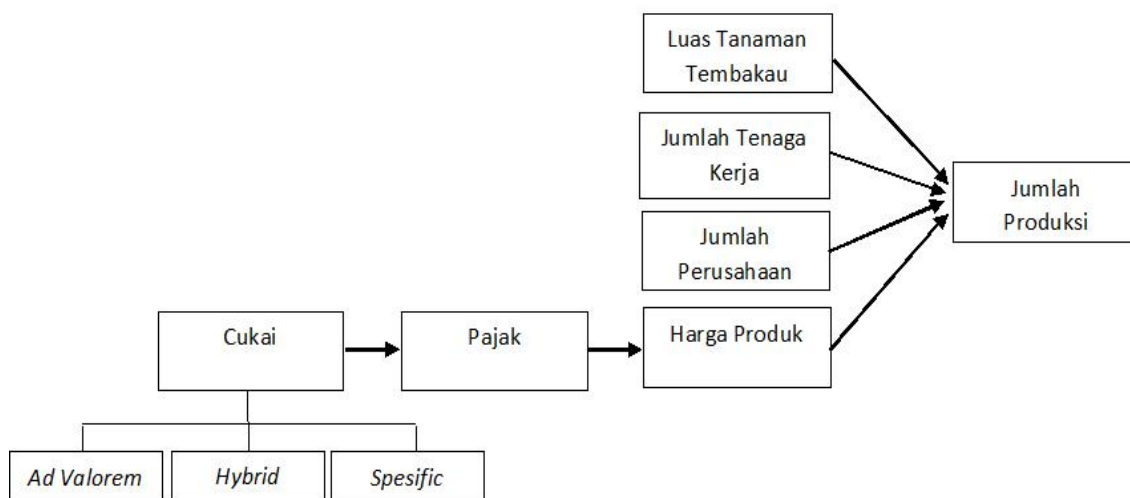 Luas Tanaman
Tembakau
Jumlah Tenaga
Kerja
Jumlah
Produksi
Jumlah
Perusahaan
Cukai
Pajak
Harga Produk
Ad Valorem
Hybrid
Spesific